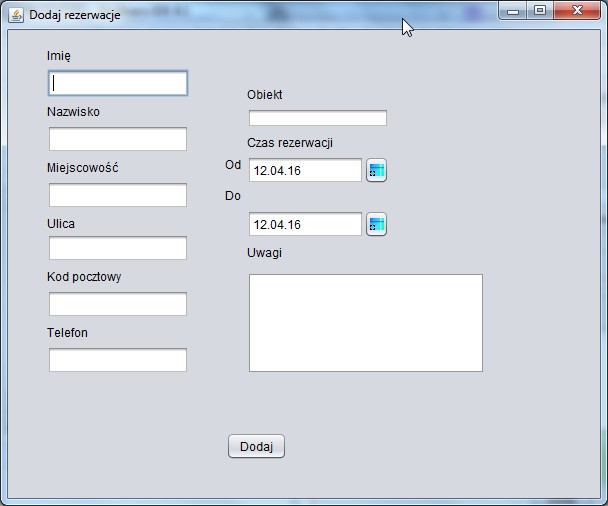 Dodaj rezerwacje
Imię
Nazwisko
Miejscowość
Ulica
Kod pocztowy
Telefon
Obiekt
Czas rezerwacji
Od 12.04.16
Do
12.04.16
Uwagi
Dodaj